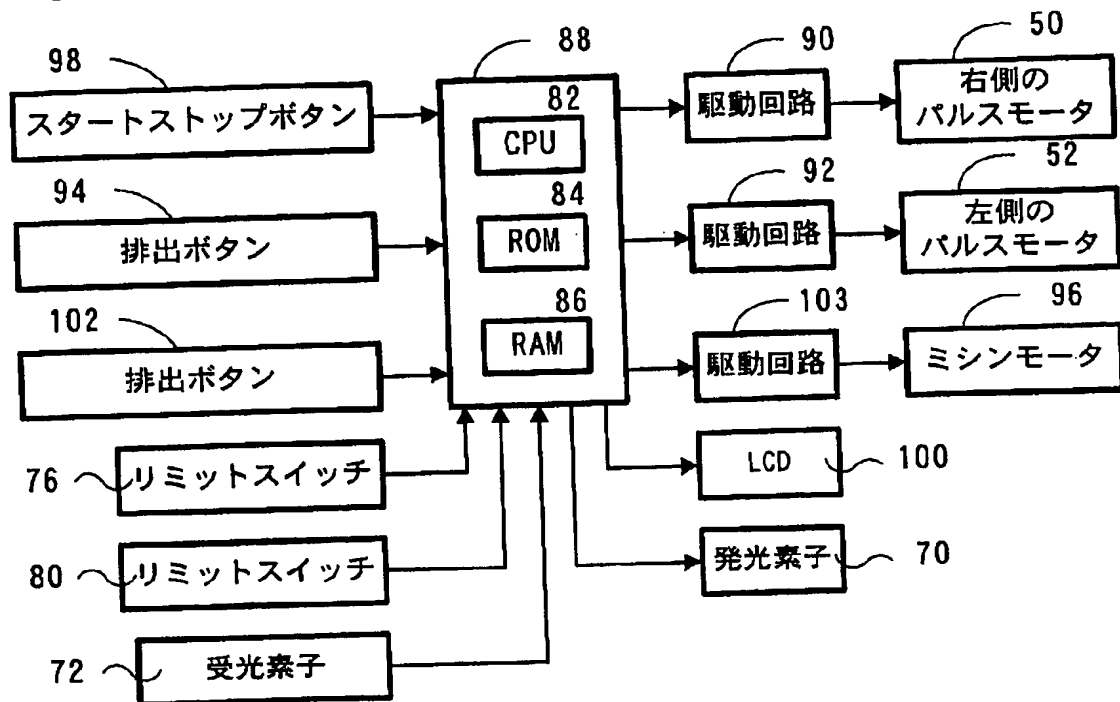 98
スタートストップボタン
94
排出ボタン
102
排出ボタン
76
リミットスイッチ
80
リミットスイッチ
72
受光素子
88
82
CPU
84
ROM
86
RAM
90
駆動回路
92
駆動回路
103
駆動回路
50
右側の
パルスモータ
52
左側の
パルスモータ
96
ミシンモータ
LCD
100
発光素子
70